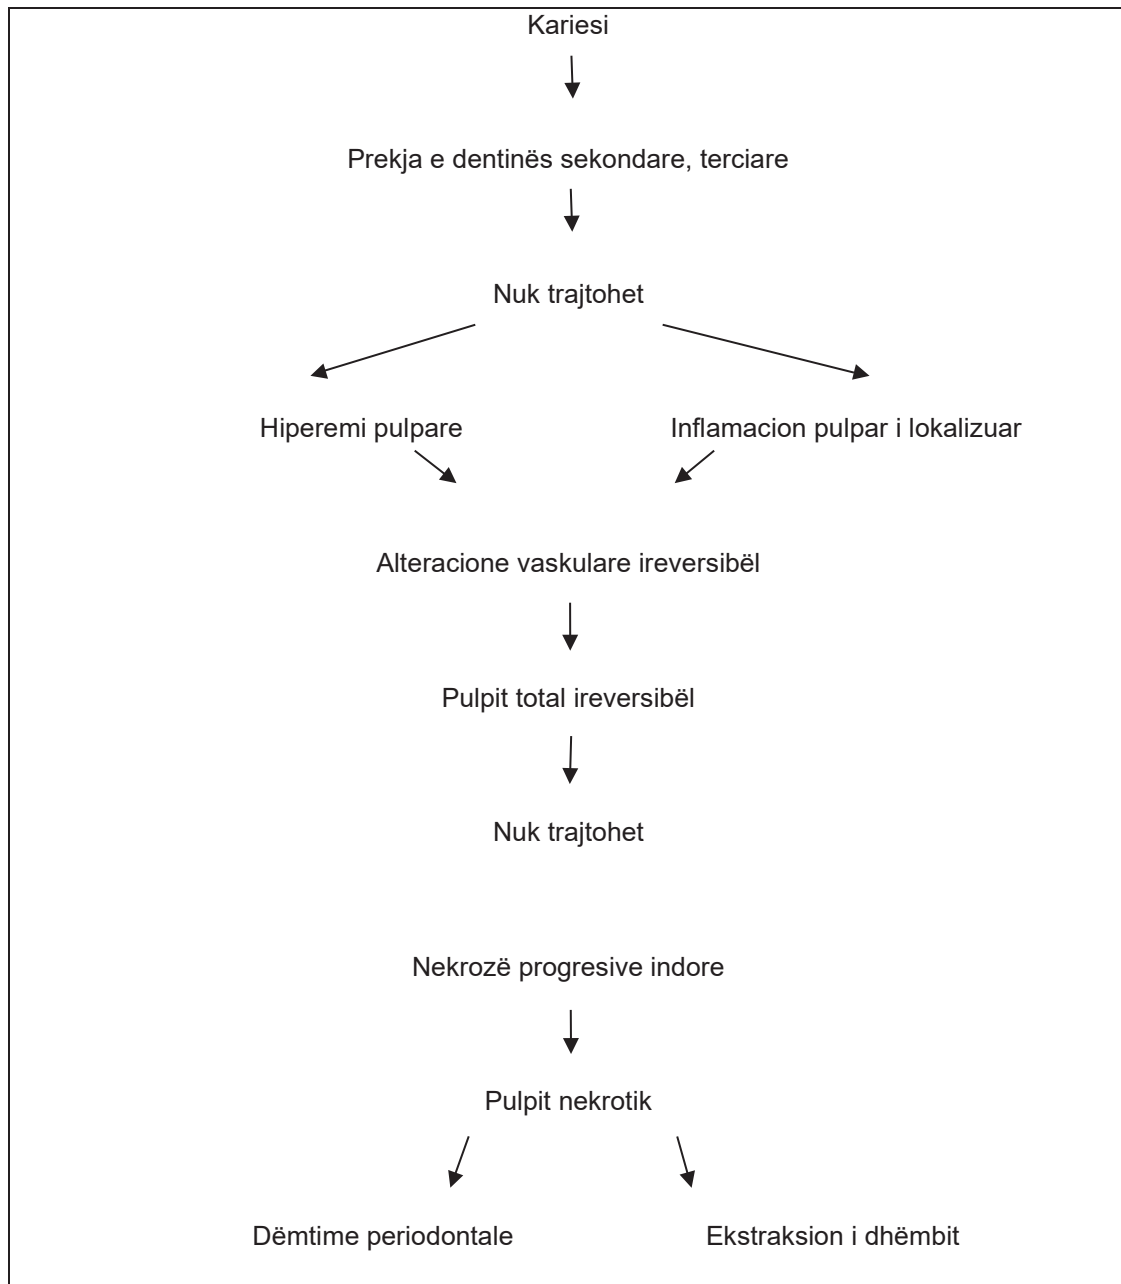 Kariesi
Prekja e dentinës sekondare, terciare
Nuk trajtohet
Hiperemi pulpare
Inflamacion pulpar i lokalizuar
Alteracione vaskulare ireversibël
Pulpit total ireversibël
Nuk trajtohet
Nekrozë progresive indore
Pulpit nekrotik
Dëmtime periodontale
Ekstraksion i dhëmbit